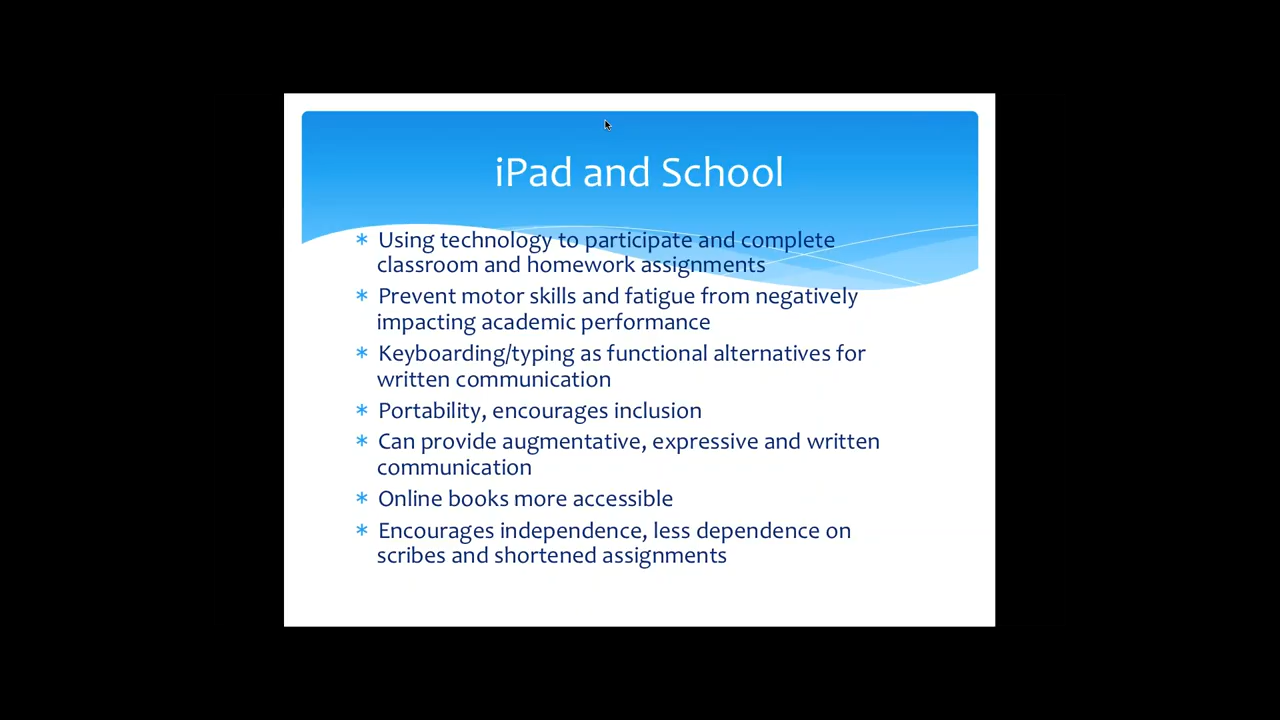 iPad and School
* Using technology to participate and complete
classroom and homework assignments
* Prevent motor skills and fatigue from negatively
impacting academic performance
* Keyboarding/typing as functional alternatives for
written communication
* Portability, encourages inclusion
* Can provide augmentative, expressive and written
communication
* Online books more accessible
* Encourages independence, less dependence on
scribes and shortened assignments